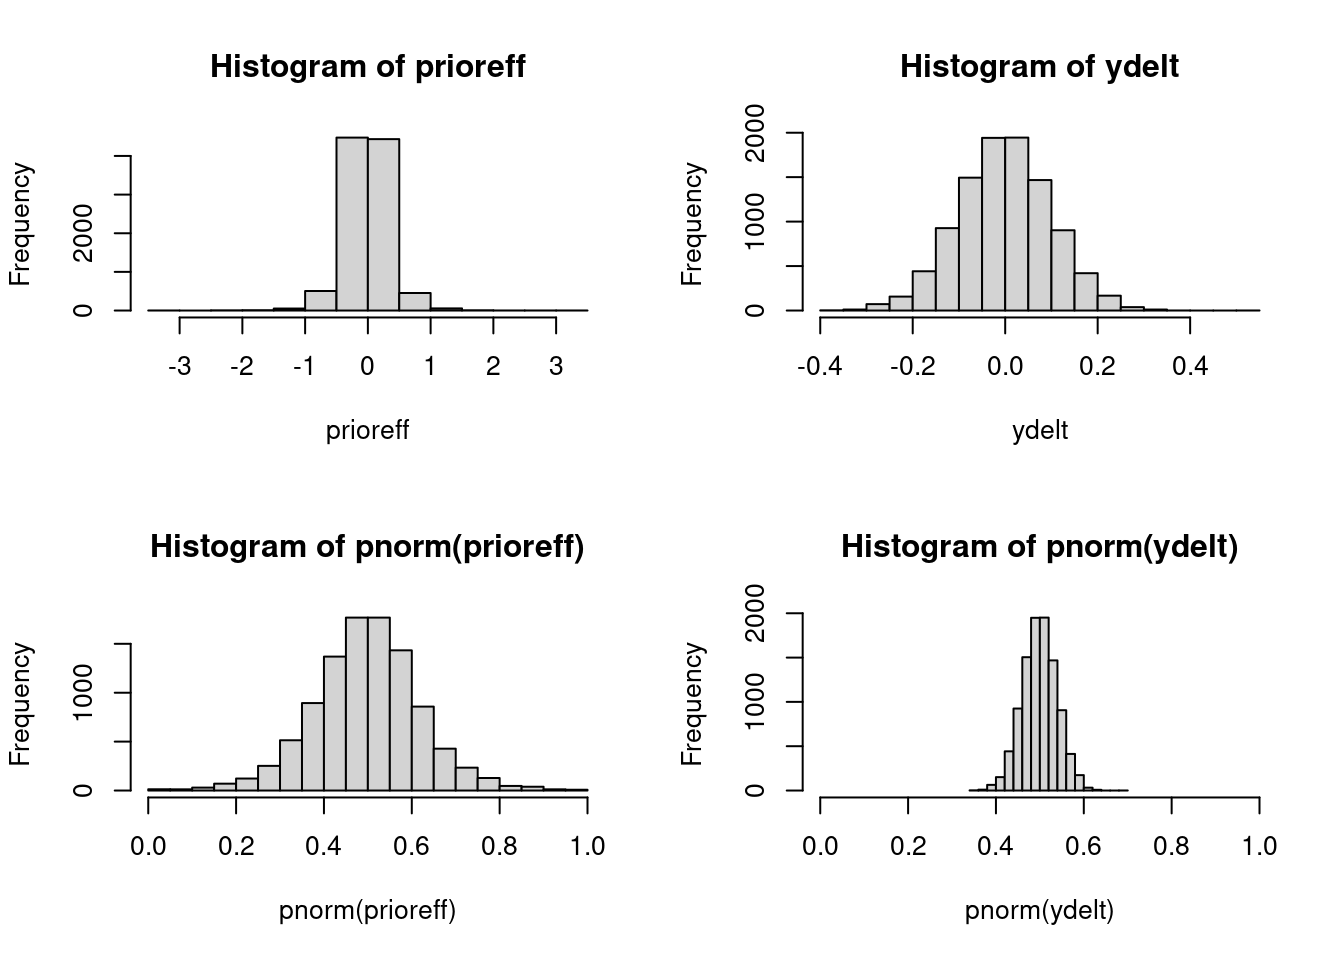 Histogram of prioreff
Frequency
2000
0
-3 -2 -1 0 1 2 3
prioreff
Histogram of ydelt
Frequency
2000
1000
0
-0.4 -0.2 0.0 0.2 0.4
ydelt
Histogram of pnorm(prioreff)
Frequency
1000
0
0.0 0.2 0.4 0.6 0.8 1.0
pnorm(prioreff)
Histogram of pnorm(ydelt)
Frequency
2000
1000
0
0.0 0.2 0.4 0.6 0.8 1.0
pnorm(ydelt)